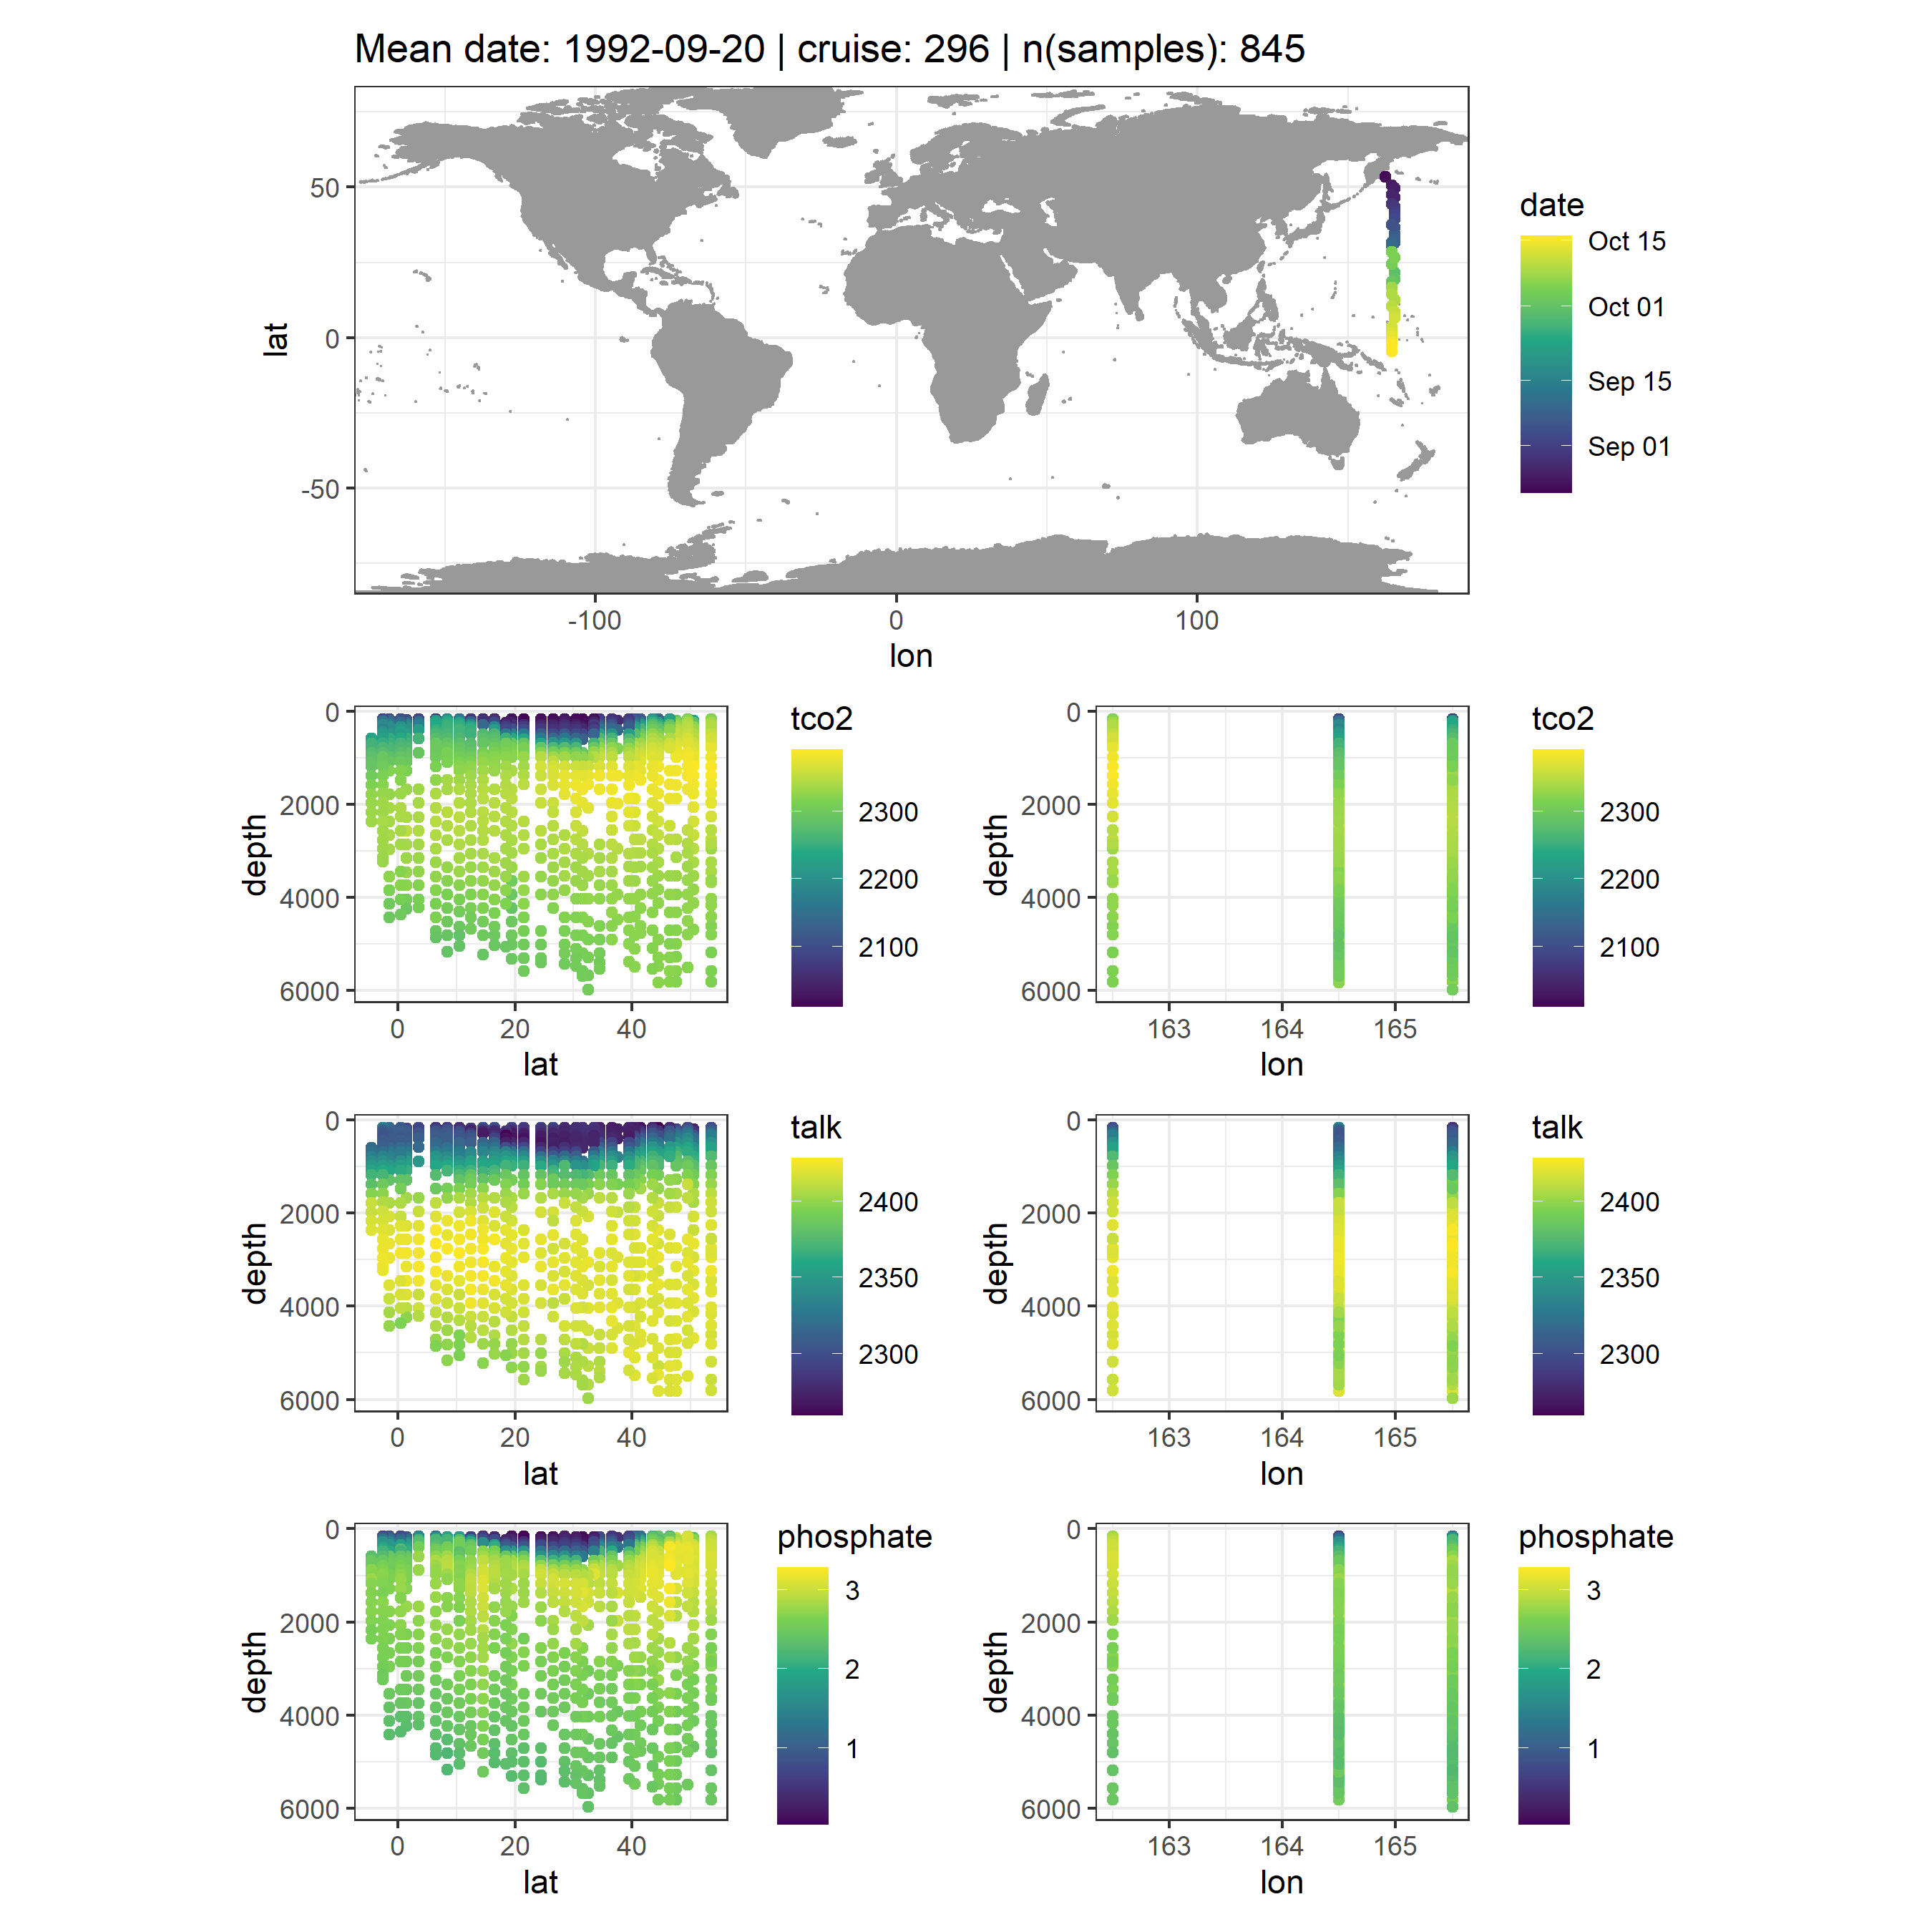 Mean date: 1992-09-20 | cruise: 296 | n(samples): 845
50
0
-50
lat
-100
0
100
lon
date
Oct 15
Oct 01
Sep 15
Sep 01
0
2000
4000
6000
depth
0
20
40
lat
tco2
2300
2200
2100
0
2000
4000
6000
depth
163
164
165
lon
tco2
2300
2200
2100
0
2000
4000
6000
depth
0
20
40
lat
talk
2400
2350
2300
0
2000
4000
6000
depth
163
164
165
lon
talk
2400
2350
2300
0
2000
4000
6000
depth
0
20
40
lat
phosphate
3
2
1
0
2000
4000
6000
depth
163
164
165
lon
phosphate
3
2
1